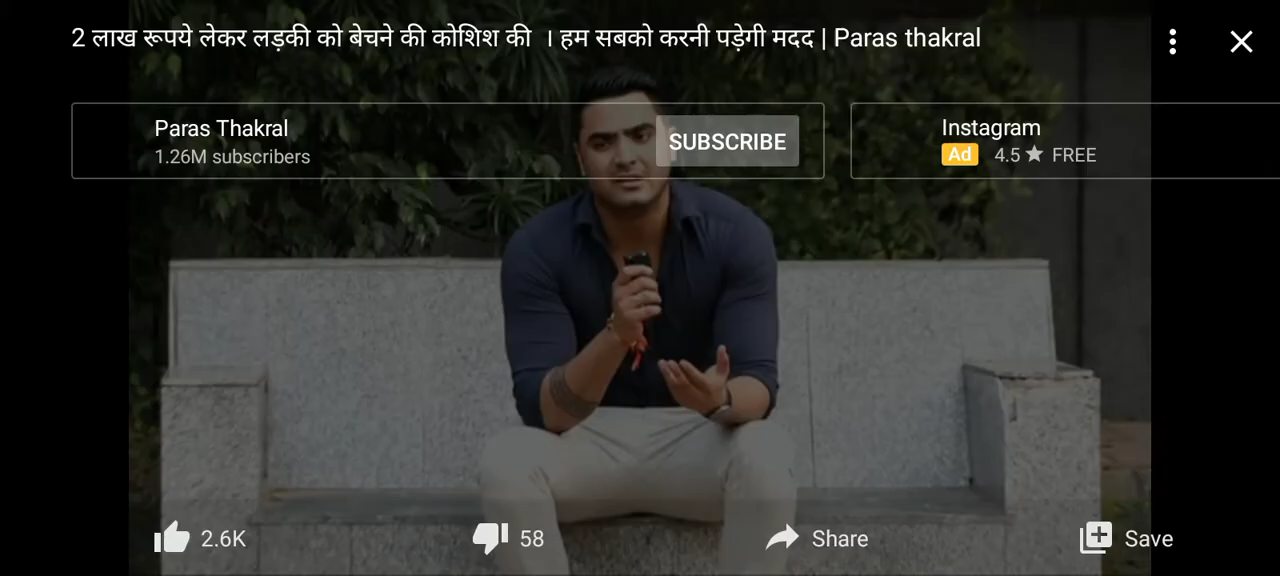 2 लाख रूपये लेकर लड़की को बेचने की कोशिश की । हम सबको करनी पड़ेगी मदद | Paras thakral
Paras Thakral
1.26M subscribers
SUBSCRIBE
Instagram
Ad 4.5 ★ FREE
2.6K
58
Share
Save